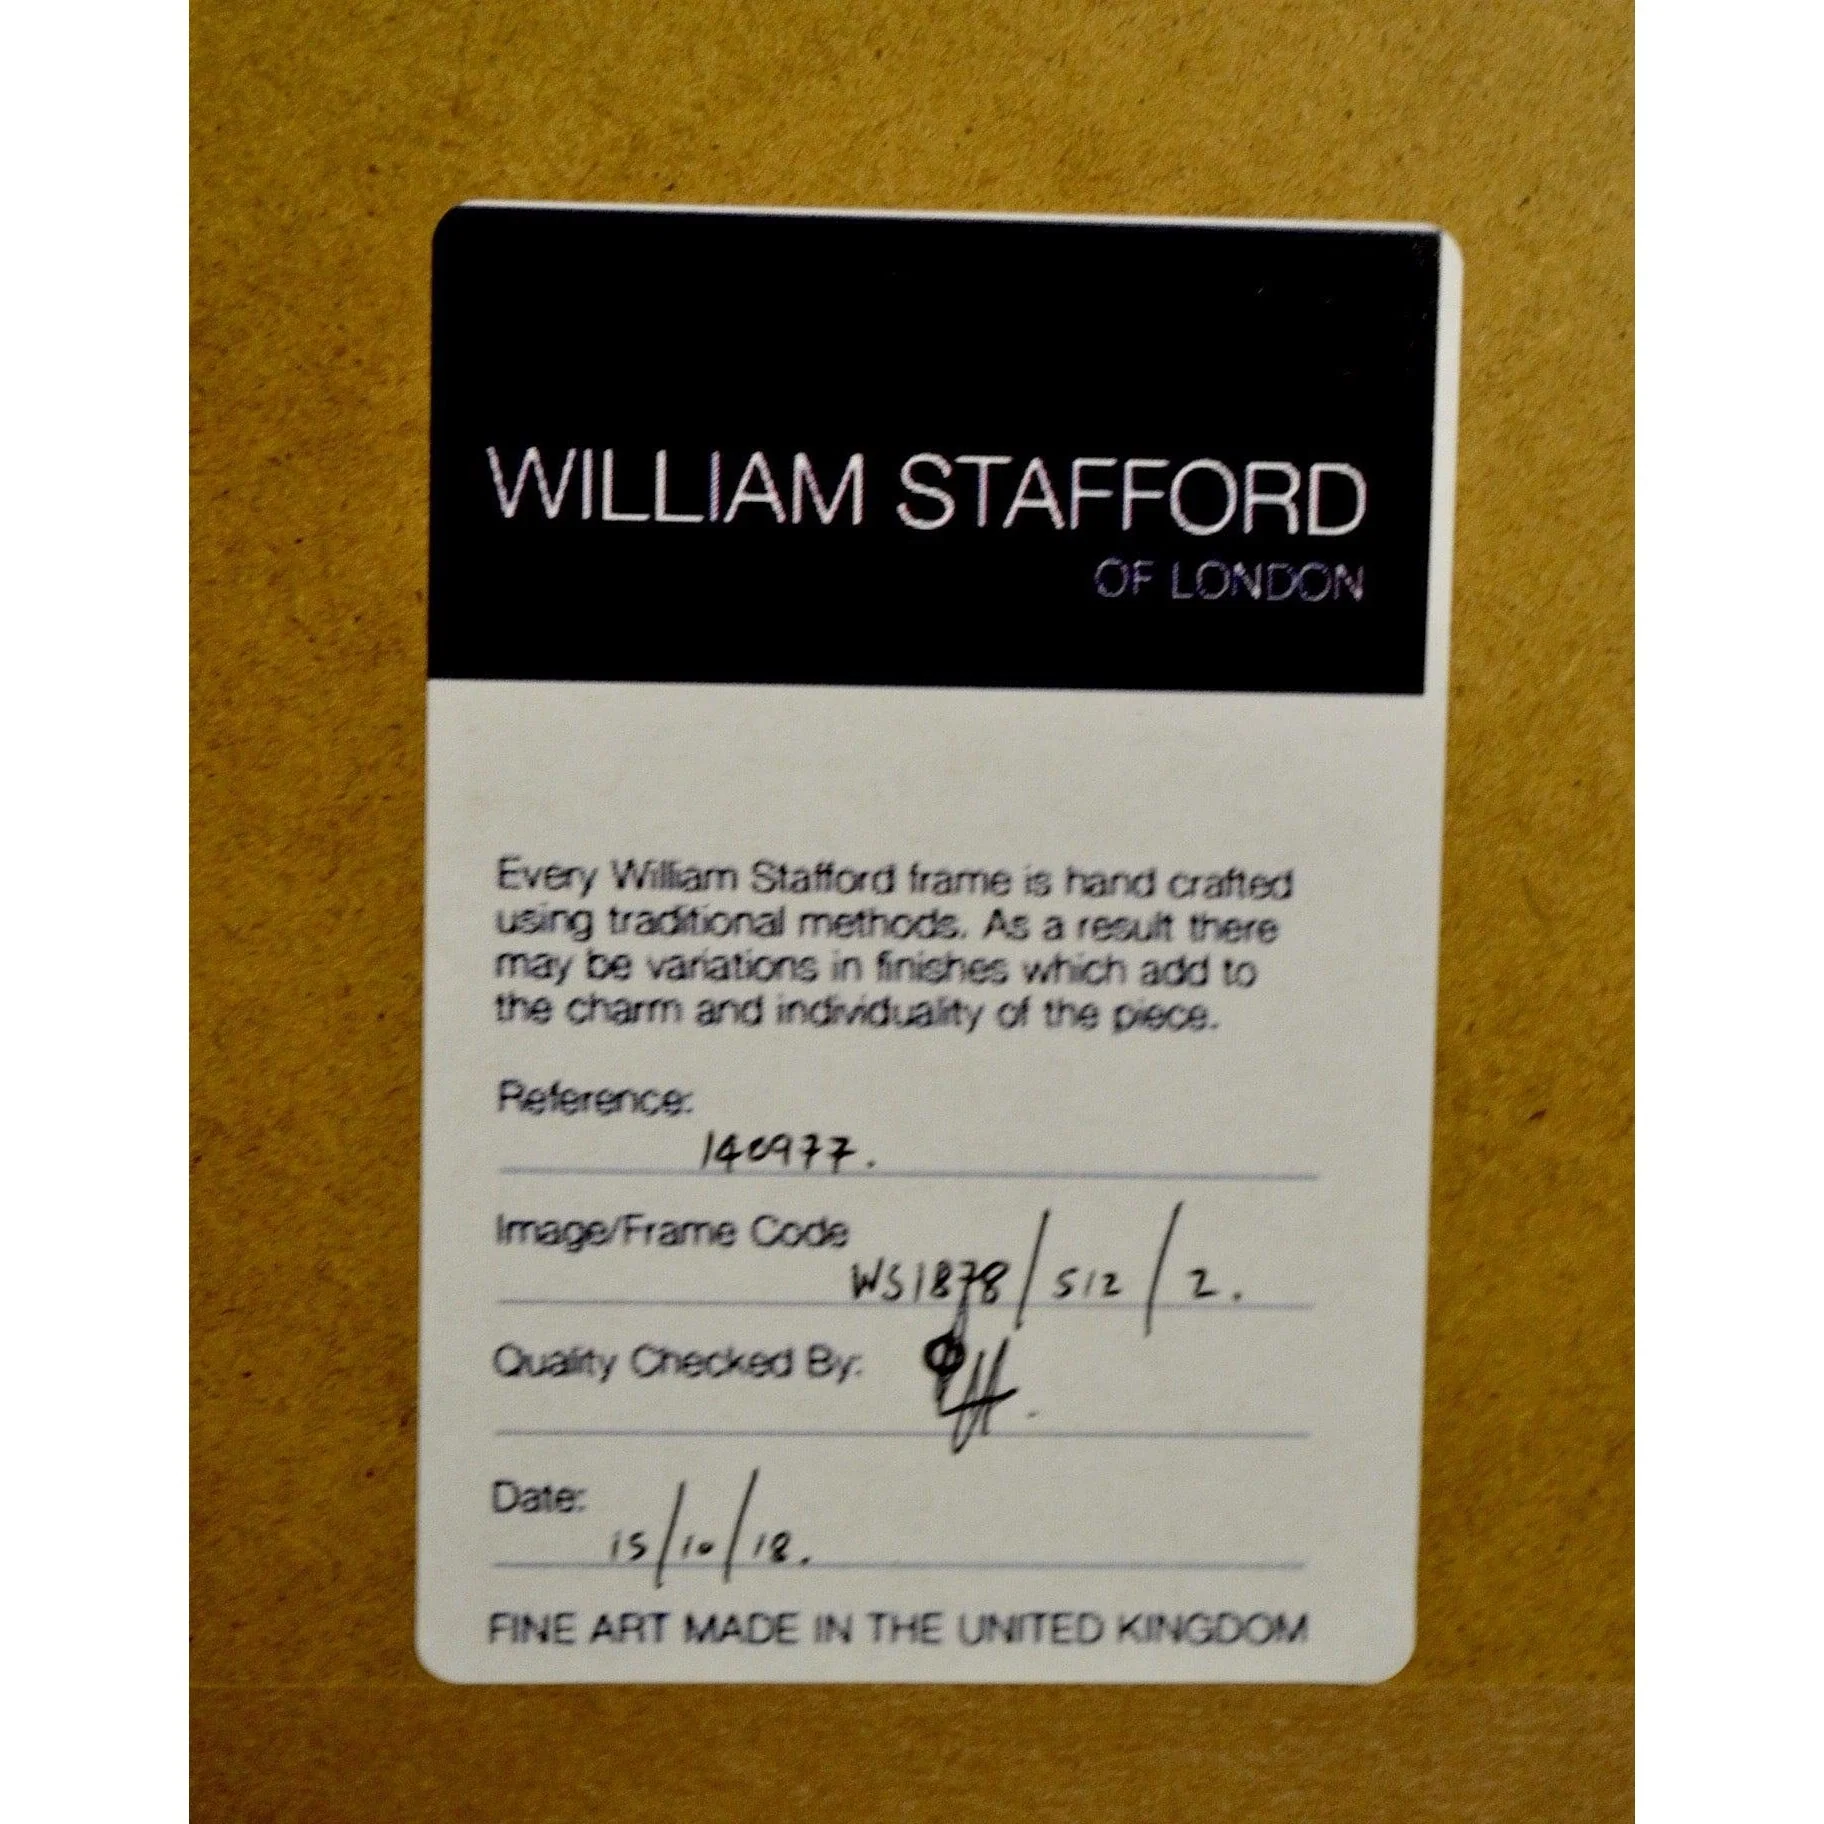 WILLIAM STAFFORD
OF LONDON
Every William Stafford frame is hand crafted
using traditional methods. As a result there
may be variations in finishes which add to
the charm and individuality of the piece.
Reference:
140977.
Image/Frame Code
WS1878/512/2.
Quality Checked By:
Date:
15/10/18.
FINE ART MADE IN THE UNITED KINGDOM